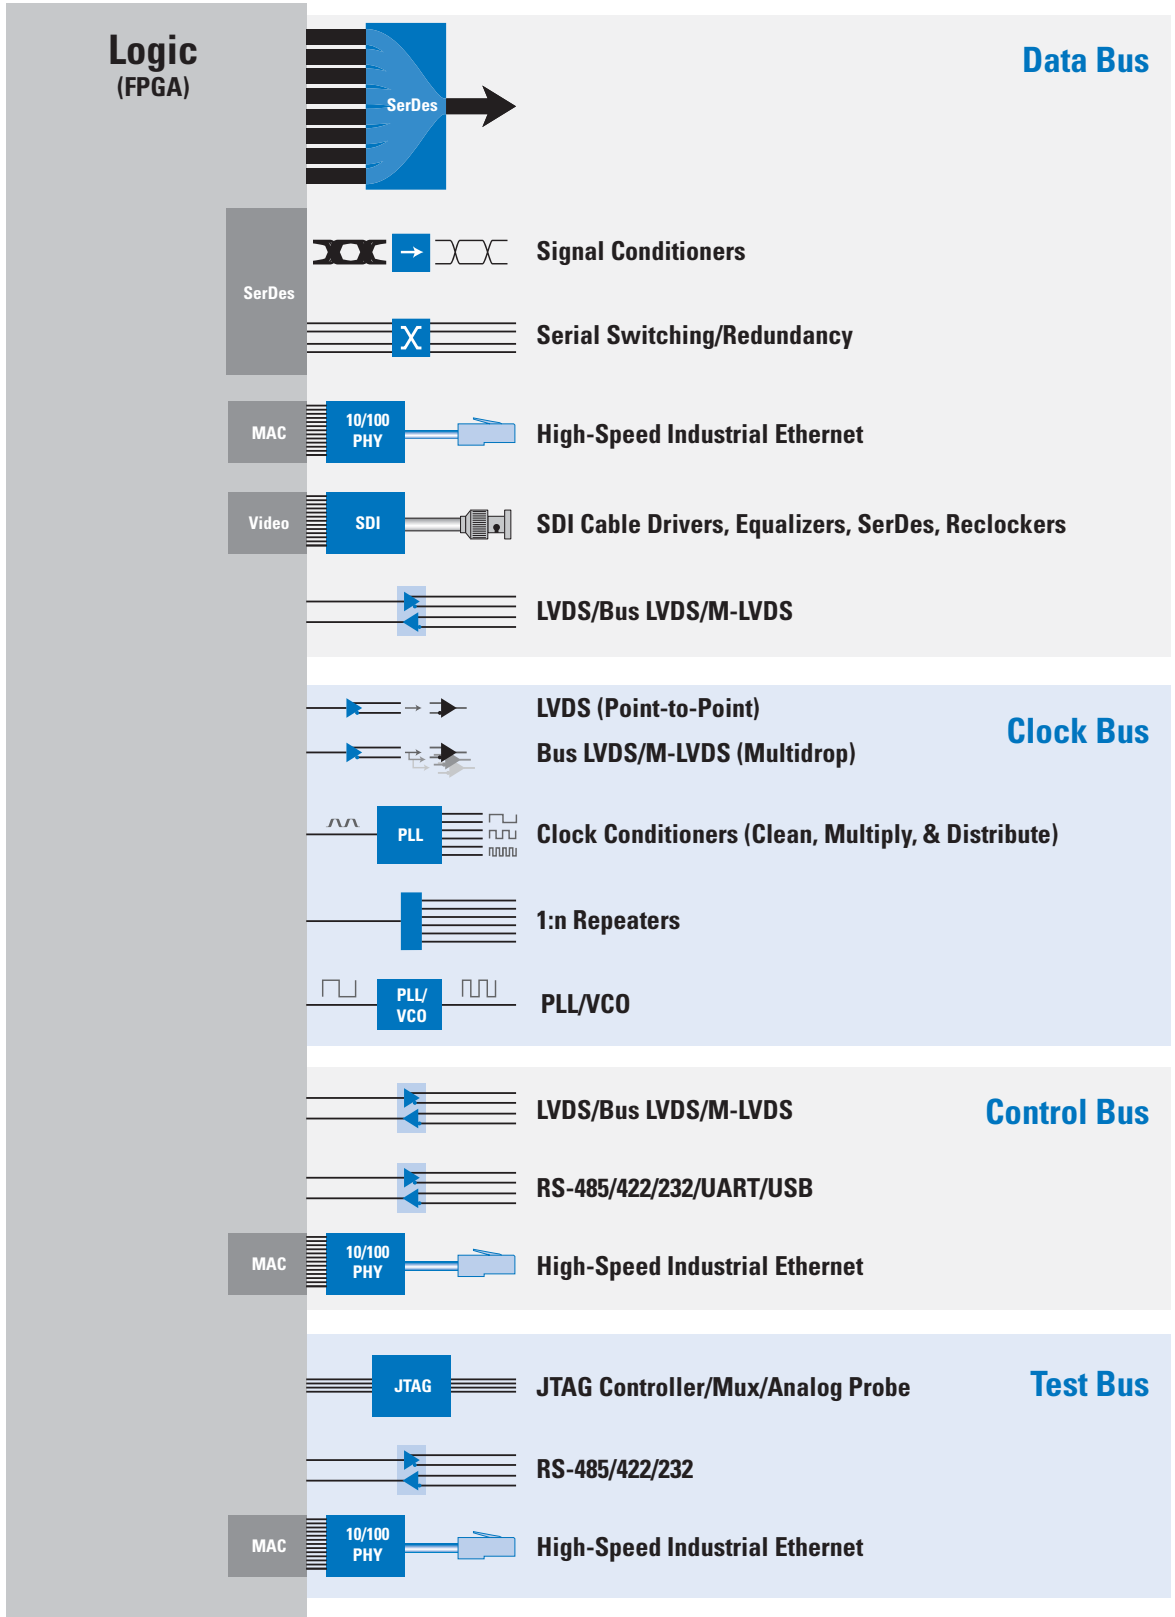 Logic
(FPGA)
Data Bus
SerDes
SerDes
Signal Conditioners
Serial Switching/Redundancy
MAC
10/100
PHY
High-Speed Industrial Ethernet
Video
SDI
SDI Cable Drivers, Equalizers, SerDes, Reclockers
LVDS/Bus LVDS/M-LVDS
Clock Bus
LVDS (Point-to-Point)
Bus LVDS/M-LVDS (Multidrop)
PLL
Clock Conditioners (Clean, Multiply, & Distribute)
1:n Repeaters
PLL/
VCO
PLL/VCO
Control Bus
LVDS/Bus LVDS/M-LVDS
RS-485/422/232/UART/USB
MAC
10/100
PHY
High-Speed Industrial Ethernet
Test Bus
JTAG
JTAG Controller/Mux/Analog Probe
RS-485/422/232
MAC
10/100
PHY
High-Speed Industrial Ethernet